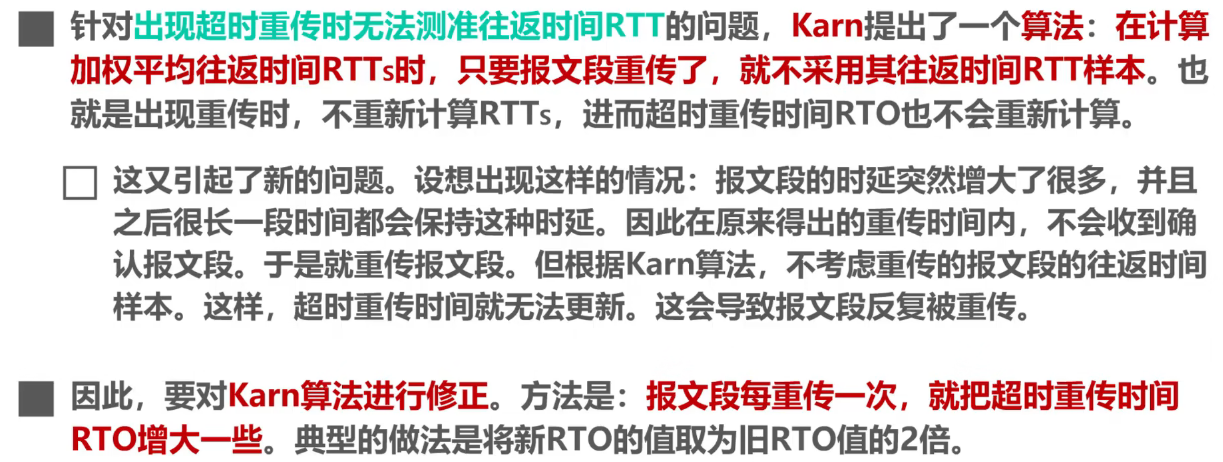 针对出现超时重传时无法测准往返时间RTT的问题，Karn提出了一个算法：在计算
加权平均往返时间RTTs时，只要报文段重传了，就不采用其往返时间RTT样本。也
就是出现重传时，不重新计算RTTs，进而超时重传时间RTO也不会重新计算。
这又引起了新的问题。设想出现这样的情况：报文段的时延突然增大了很多，并且
之后很长一段时间都会保持这种时延。因此在原来得出的重传时间内，不会收到确
认报文段。于是就重传报文段。但根据Karn算法，不考虑重传的报文段的往返时间
样本。这样，超时重传时间就无法更新。这会导致报文段反复被重传。
因此，要对Karn算法进行修正。方法是：报文段每重传一次，就把超时重传时间
RTO增大一些。典型的做法是将新RTO的值取为旧RTO值的2倍。